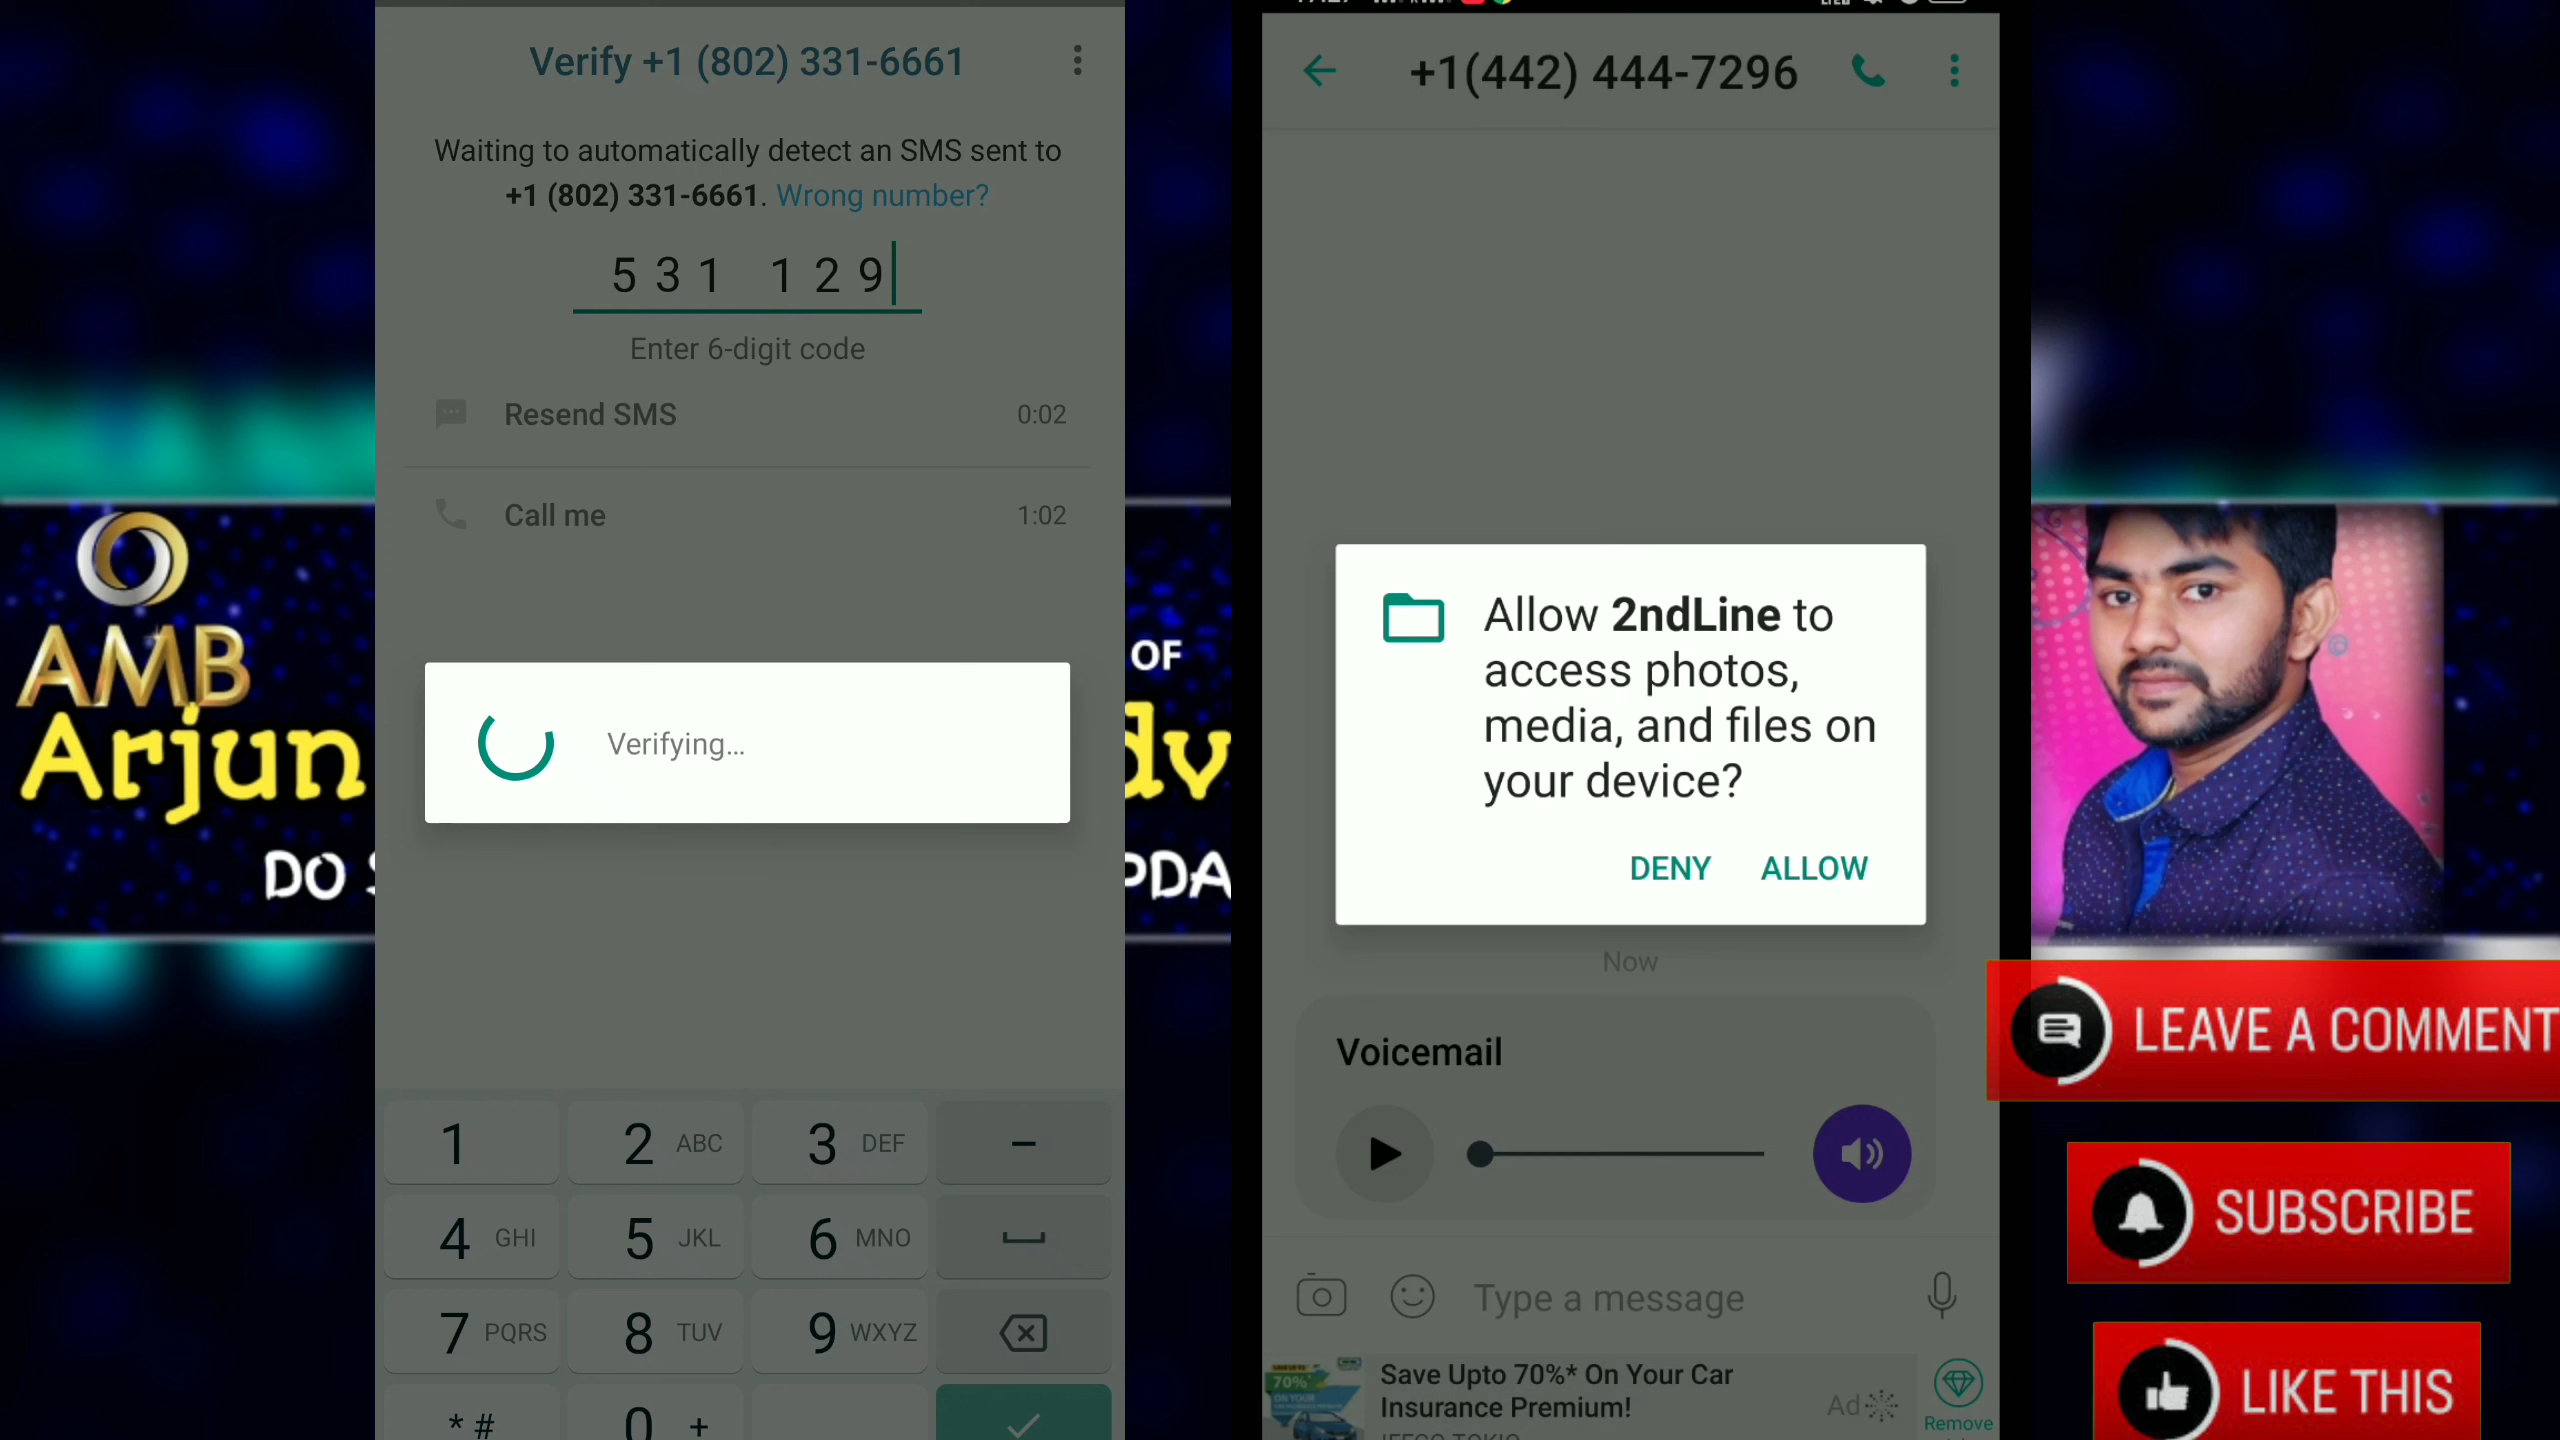 Verify +1 (802) 331-6661
Waiting to automatically detect an SMS sent to
+1 (802) 331-6661. Wrong number?
531 129
Enter 6-digit code
Resend SMS 0:02
Call me 1:02
Verifying...
1
2 ABC
3 DEF
–
4 GHI
5 JKL
6 MNO
7 PQRS
8 TUV
9 WXYZ
* #
0 +
AMB
Arjun
DO
OF
dv
PDA
+1(442) 444-7296
Allow 2ndLine to
access photos,
media, and files on
your device?
DENY ALLOW
Now
Voicemail
Type a message
70%
Save Upto 70%* On Your Car
Insurance Premium!
Ad
Remove
LEAVE A COMMENT
SUBSCRIBE
LIKE THIS